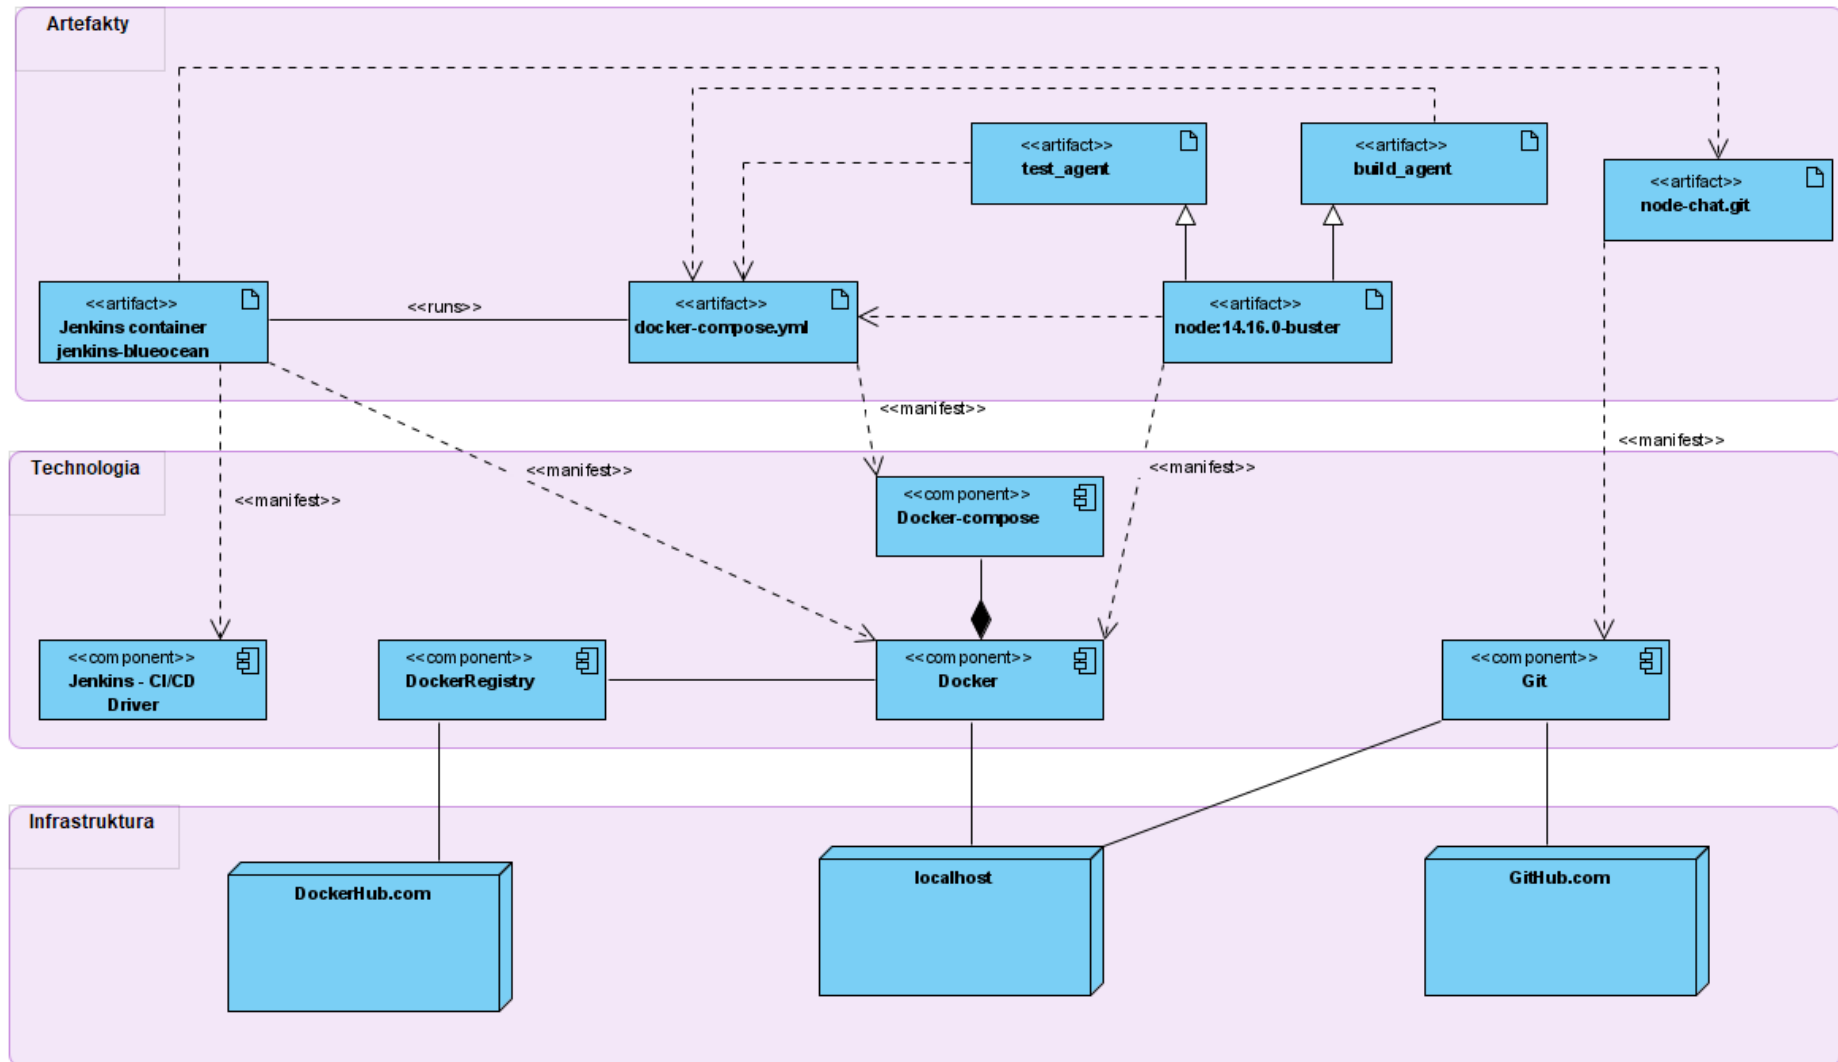 Artefakty
<<artifact>>
test_agent
<<artifact>>
build_agent
<<artifact>>
node-chat.git
<<artifact>>
Jenkins container
jenkins-blueocean
<<runs>>
<<artifact>>
docker-compose.yml
<<artifact>>
node:14.16.0-buster
<<manifest>>
<<manifest>>
Technologia
<<manifest>>
<<manifest>>
<<manifest>>
<<component>>
Docker-compose
<<component>>
Jenkins - CI/CD
Driver
<<component>>
DockerRegistry
<<component>>
Docker
<<component>>
Git
Infrastruktura
DockerHub.com
localhost
GitHub.com